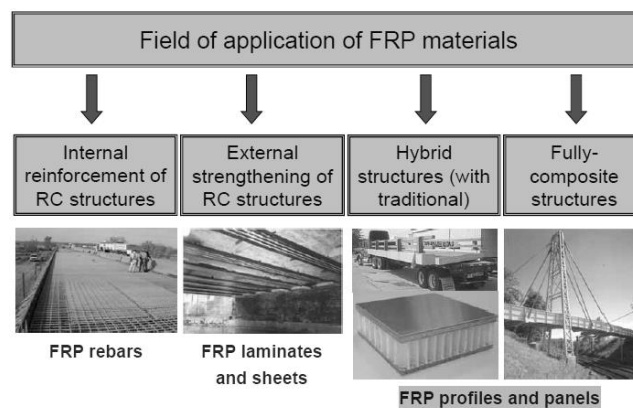 Field of application of FRP materials
Internal
reinforcement of
RC structures
External
strengthening of
RC structures
Hybrid
structures (with
traditional)
Fully-
composite
structures
FRP rebars
FRP laminates
and sheets
FRP profiles and panels